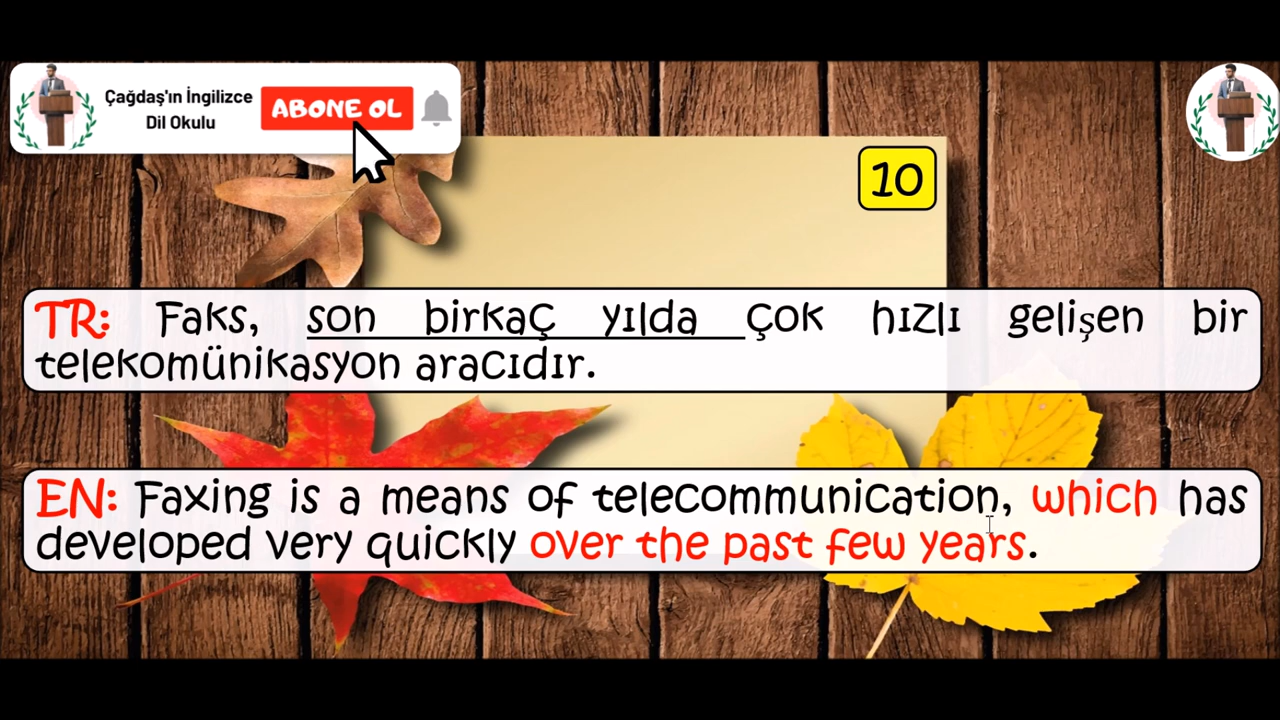 Çağdaş'ın İngilizce
Dil Okulu
ABONE OL
10
TR: Faks, son birkaç yılda çok hızlı gelişen bir
telekomünikasyon aracıdır.
EN: Faxing is a means of telecommunication, which has
developed very quickly over the past few years.